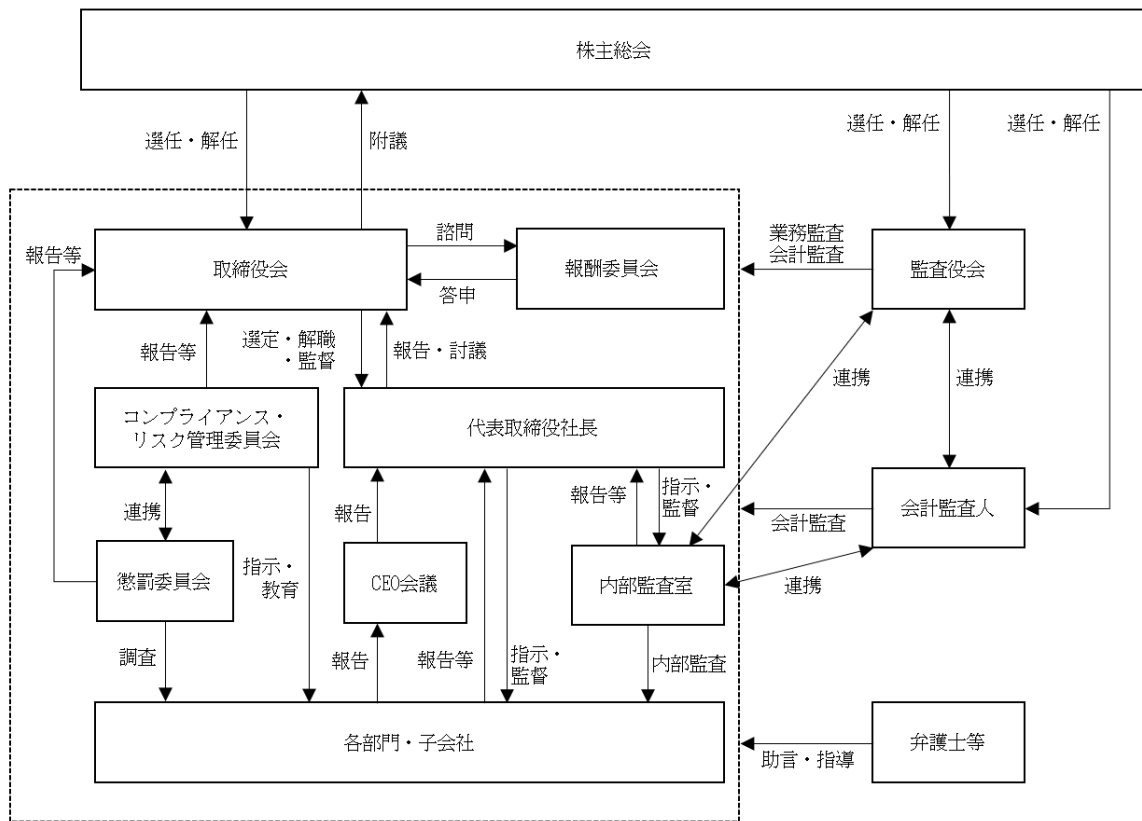 株主総会
選任・解任
附議
選任・解任
選任・解任
報告等
取締役会
諮問
答申
報酬委員会
業務監査
会計監査
監査役会
報告等
選定・解職
・監督
報告・討議
連携
連携
コンプライアンス・
リスク管理委員会
代表取締役社長
連携
報告
報告等
指示・
監督
会計監査
会計監査人
懲罰委員会
指示・
教育
CEO会議
内部監査室
連携
調査
報告
報告等
指示・
監督
内部監査
各部門・子会社
助言・指導
弁護士等